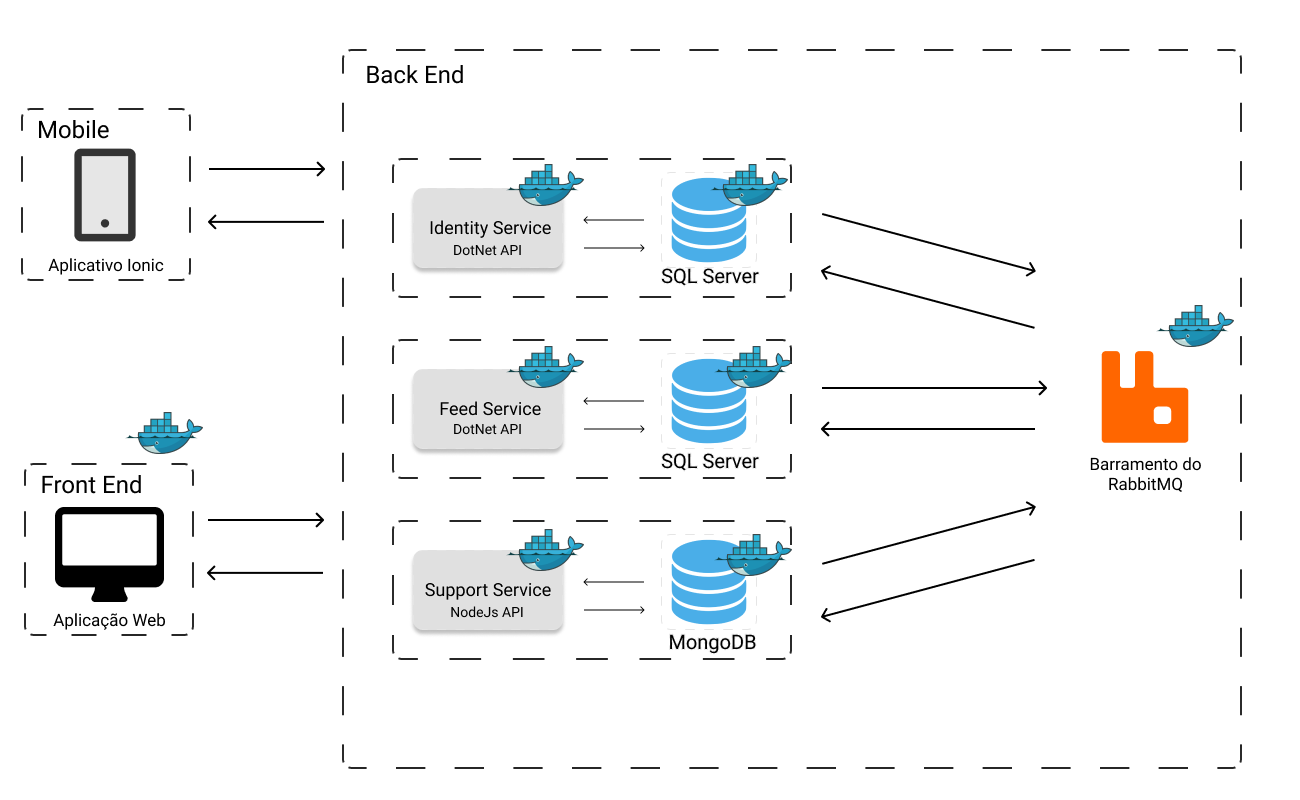 Back End
Mobile
Aplicativo Ionic
Identity Service
DotNet API
SQL Server
Feed Service
DotNet API
SQL Server
Barramento do
RabbitMQ
Front End
Aplicação Web
Support Service
NodeJs API
MongoDB